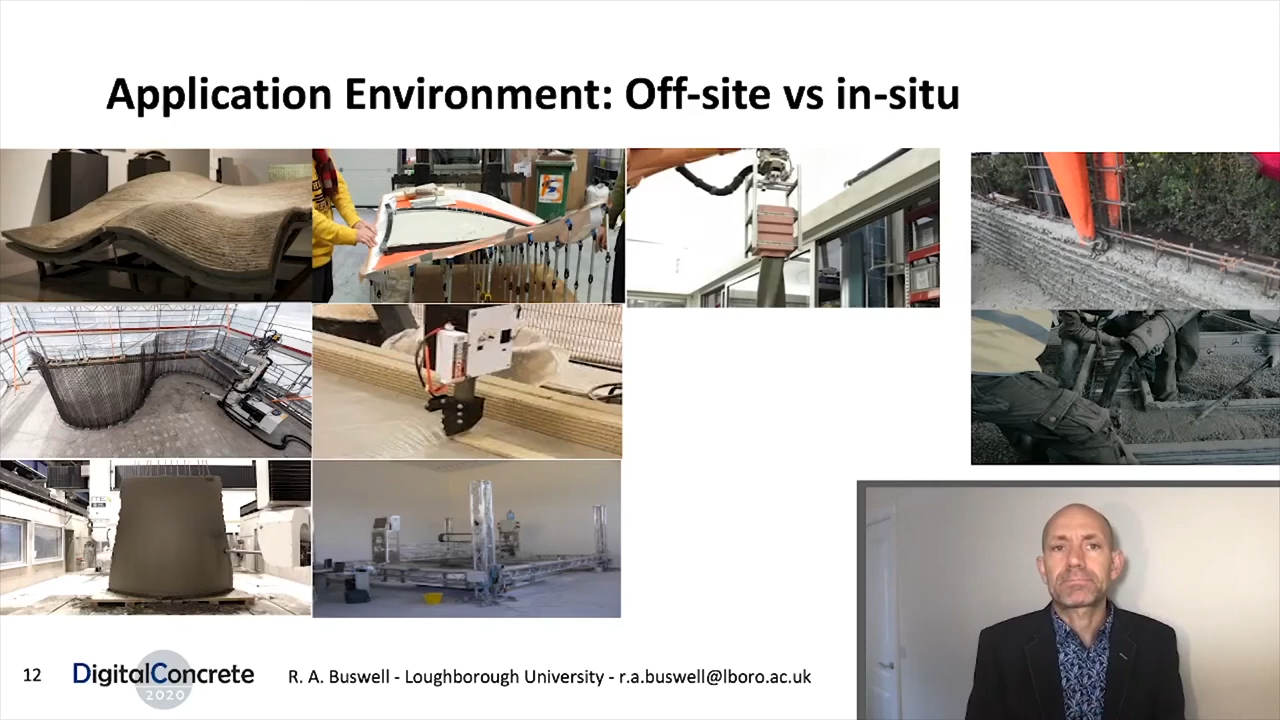 Application Environment: Off-site vs in-situ
12
DigitalConcrete
2020
R. A. Buswell - Loughborough University - r.a.buswell@lboro.ac.uk